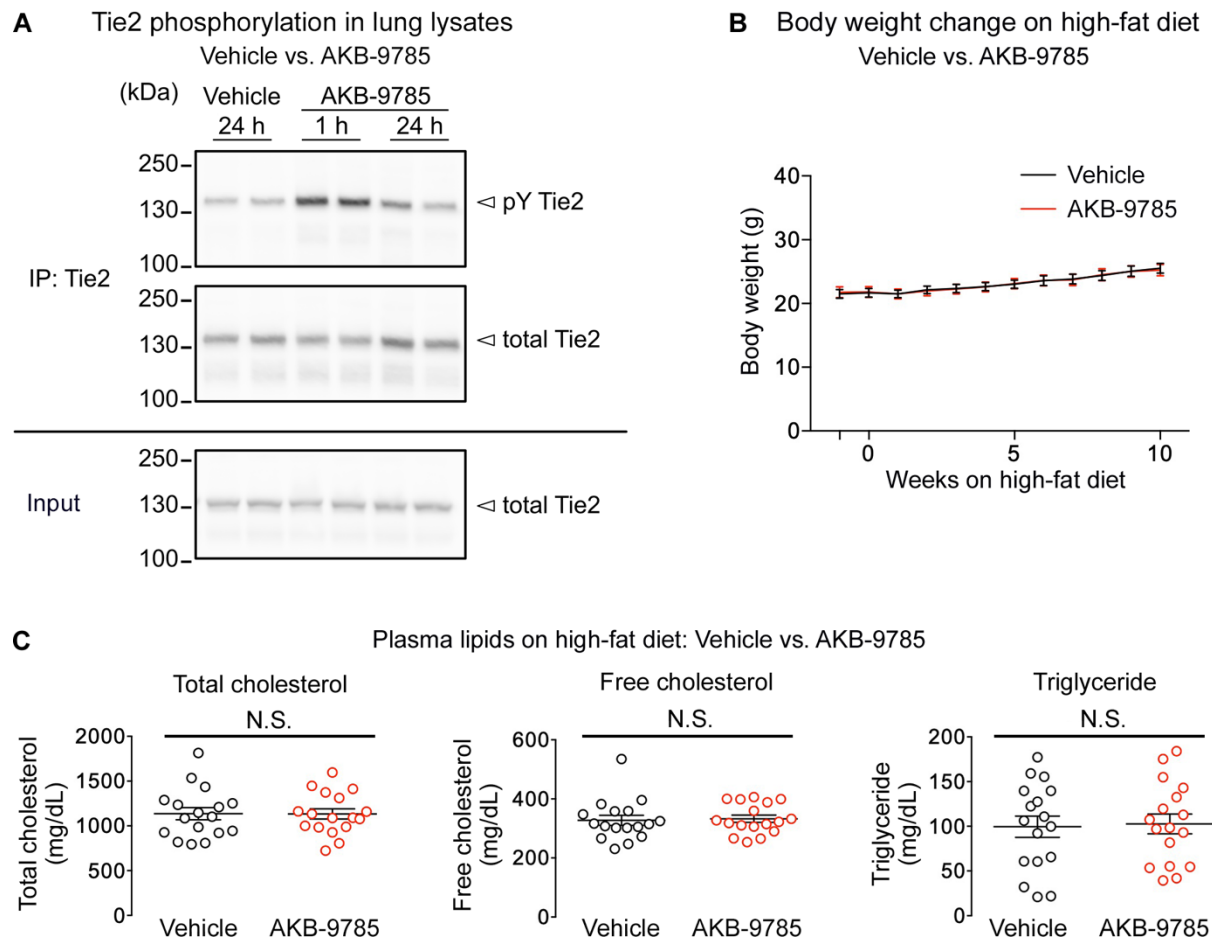 A Tie2 phosphorylation in lung lysates
Vehicle vs. AKB-9785
(kDa) Vehicle AKB-9785
24 h 1 h 24 h
250
130
100
pY Tie2
IP: Tie2
250
130
100
total Tie2
Input
250
130
100
total Tie2
B Body weight change on high-fat diet
Vehicle vs. AKB-9785
Vehicle
AKB-9785
Body weight (g)
40
30
20
10
0
0 5 10
Weeks on high-fat diet
C Plasma lipids on high-fat diet: Vehicle vs. AKB-9785
Total cholesterol
N.S.
Total cholesterol
(mg/dL)
2000
1500
1000
500
0
Vehicle AKB-9785
Free cholesterol
N.S.
Free cholesterol
(mg/dL)
600
400
200
0
Vehicle AKB-9785
Triglyceride
N.S.
Triglyceride
(mg/dL)
200
150
100
50
0
Vehicle AKB-9785